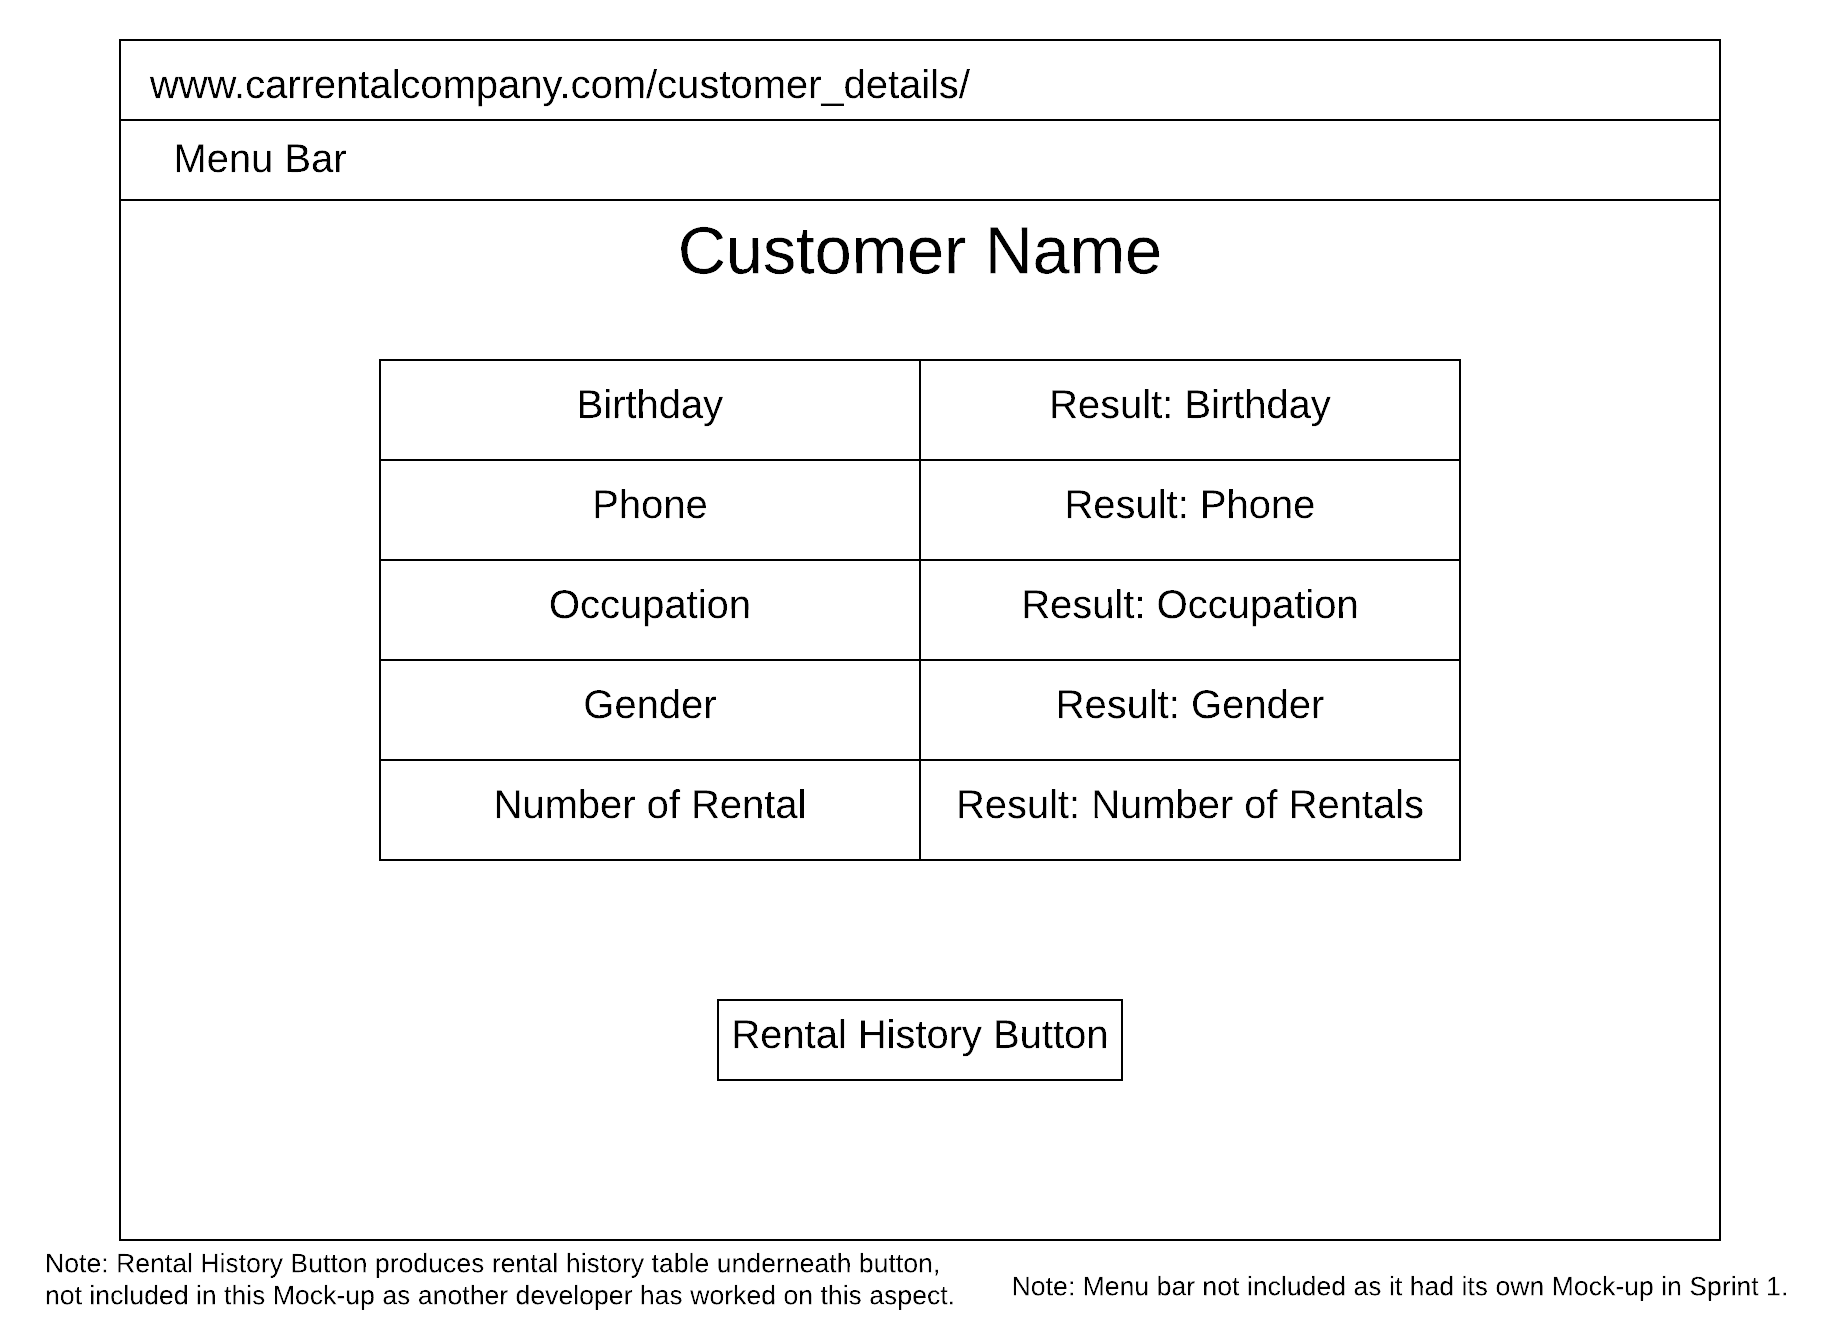 www.carrentalcompany.com/customer_details/
Menu Bar
Customer Name
Birthday
Result: Birthday
Phone
Result: Phone
Occupation
Result: Occupation
Gender
Result: Gender
Number of Rental
Result: Number of Rentals
Rental History Button
Note: Rental History Button produces rental history table underneath button,
not included in this Mock-up as another developer has worked on this aspect.
Note: Menu bar not included as it had its own Mock-up in Sprint 1.